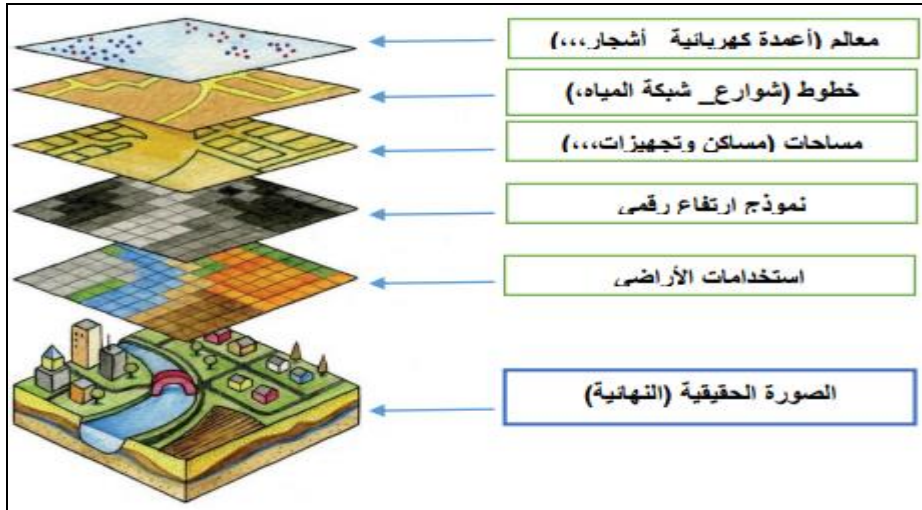 معالم (أعمدة كهربائية _ أشجار،،،)
خطوط (شوارع_ شبكة المياه،)
مساحات (مساكن وتجهيزات،،،)
نموذج ارتفاع رقمي
استخدامات الأراضي
الصورة الحقيقية (النهائية)